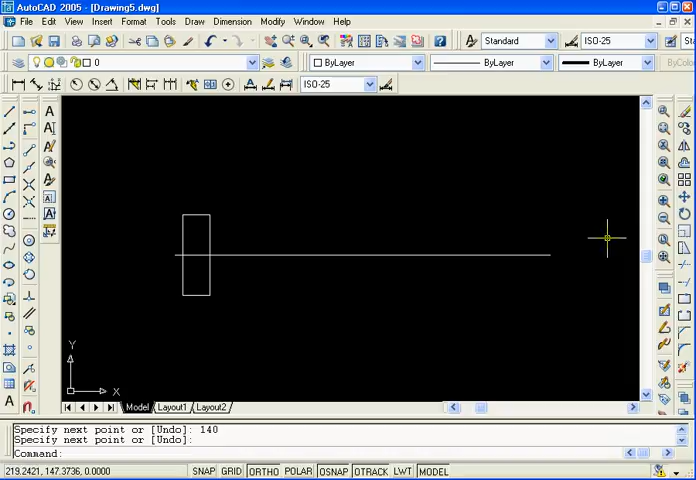 AutoCAD 2005 - [Drawing5.dwg]
File Edit View Insert Format Tools Draw Dimension Modify Window Help
Standard ISO-25 Stan
0 ByLayer ByLayer ByLayer ByColo
ISO-25
A
A
Y
X
Model Layout1 Layout2
Specify next point or [Undo]: 140
Specify next point or [Undo]:
Command:
219.2421, 147.3736, 0.0000 SNAP GRID ORTHO POLAR OSNAP OTRACK LWT MODEL